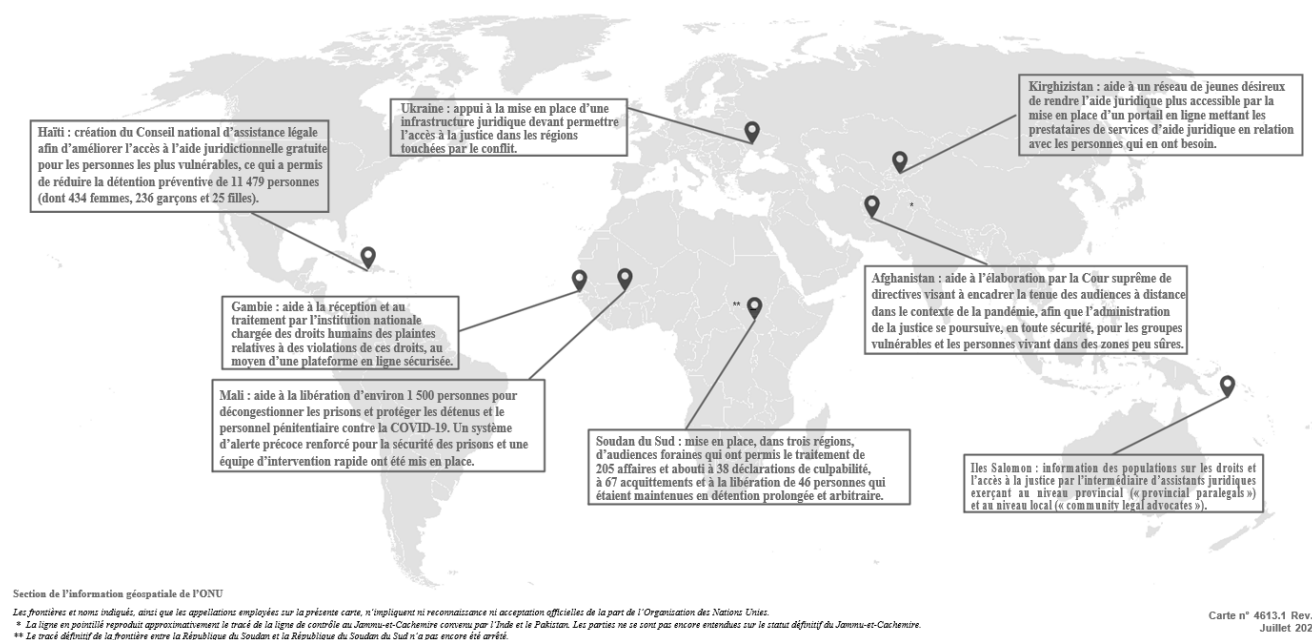 Haïti : création du Conseil national d’assistance légale
afin d’améliorer l’accès à l’aide juridictionnelle gratuite
pour les personnes les plus vulnérables, ce qui a permis
de réduire la détention préventive de 11 479 personnes
(dont 434 femmes, 236 garçons et 25 filles).
Ukraine : appui à la mise en place d’une
infrastructure juridique devant permettre
l’accès à la justice dans les régions
touchées par le conflit.
Kirghizistan : aide à un réseau de jeunes désireux
de rendre l’aide juridique plus accessible par la
mise en place d’un portail en ligne mettant les
prestataires de services d’aide juridique en relation
avec les personnes qui en ont besoin.
*
Gambie : aide à la réception et au
traitement par l’institution nationale
chargée des droits humains des plaintes
relatives à des violations de ces droits, au
moyen d’une plateforme en ligne sécurisée.
**
Afghanistan : aide à l’élaboration par la Cour suprême de
directives visant à encadrer la tenue des audiences à distance
dans le contexte de la pandémie, afin que l’administration
de la justice se poursuive, en toute sécurité, pour les groupes
vulnérables et les personnes vivant dans des zones peu sûres.
Mali : aide à la libération d’environ 1 500 personnes pour
décongestionner les prisons et protéger les détenus et le
personnel pénitentiaire contre la COVID-19. Un système
d’alerte précoce renforcé pour la sécurité des prisons et une
équipe d’intervention rapide ont été mis en place.
Soudan du Sud : mise en place, dans trois régions,
d’audiences foraines qui ont permis le traitement de
205 affaires et abouti à 38 déclarations de culpabilité,
à 67 acquittements et à la libération de 46 personnes qui
étaient maintenues en détention prolongée et arbitraire.
Iles Salomon : information des populations sur les droits et
l’accès à la justice par l’intermédiaire d’assistants juridiques
exerçant au niveau provincial (« provincial paralegals »)
et au niveau local (« community legal advocates »).
Section de l’information géospatiale de l’ONU
Les frontières et noms indiqués, ainsi que les appellations employées sur la présente carte, n’impliquent ni reconnaissance ni acceptation officielles de la part de l’Organisation des Nations Unies.
* La ligne en pointillé reproduit approximativement le tracé de la ligne de contrôle au Jammu-et-Cachemire convenu par l’Inde et le Pakistan. Les parties ne se sont pas encore entendues sur le statut définitif du Jammu-et-Cachemire.
** Le tracé définitif de la frontière entre la République du Soudan et la République du Soudan du Sud n’a pas encore été arrêté.
Carte n° 4613.1 Rev.
Juillet 202